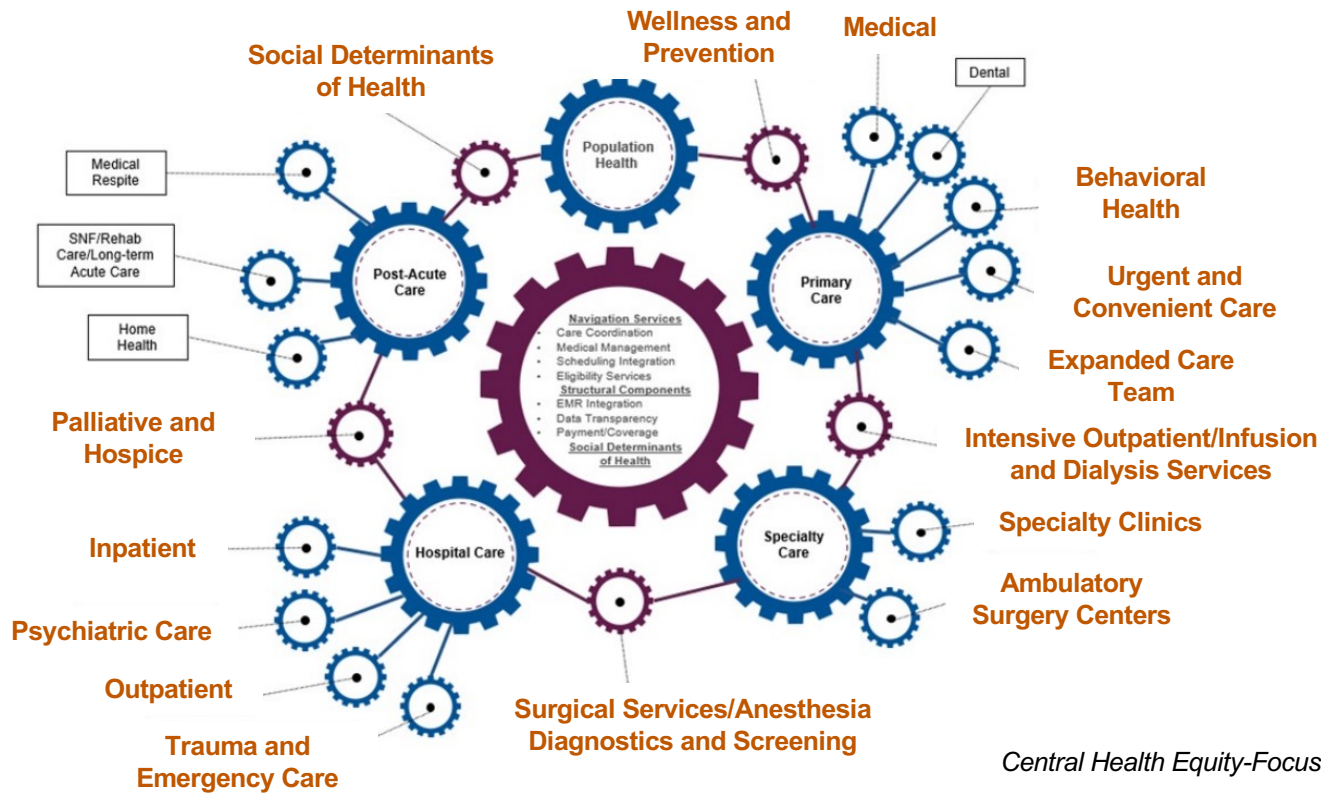 Wellness and
Prevention
Medical
Social Determinants
of Health
Dental
Population
Health
Medical
Respite
Behavioral
Health
SNF/Rehab
Care/Long-term
Acute Care
Post-Acute
Care
Primary
Care
Urgent and
Convenient Care
Home
Health
Navigation Services
• Care Coordination
• Medical Management
• Scheduling Integration
• Eligibility Services
Structural Components
• EMR Integration
• Data Transparency
• Payment/Coverage
Social Determinants
of Health
Expanded Care
Team
Palliative and
Hospice
Intensive Outpatient/Infusion
and Dialysis Services
Inpatient
Hospital Care
Specialty
Care
Specialty Clinics
Ambulatory
Surgery Centers
Psychiatric Care
Outpatient
Surgical Services/Anesthesia
Diagnostics and Screening
Trauma and
Emergency Care
Central Health Equity-Focus